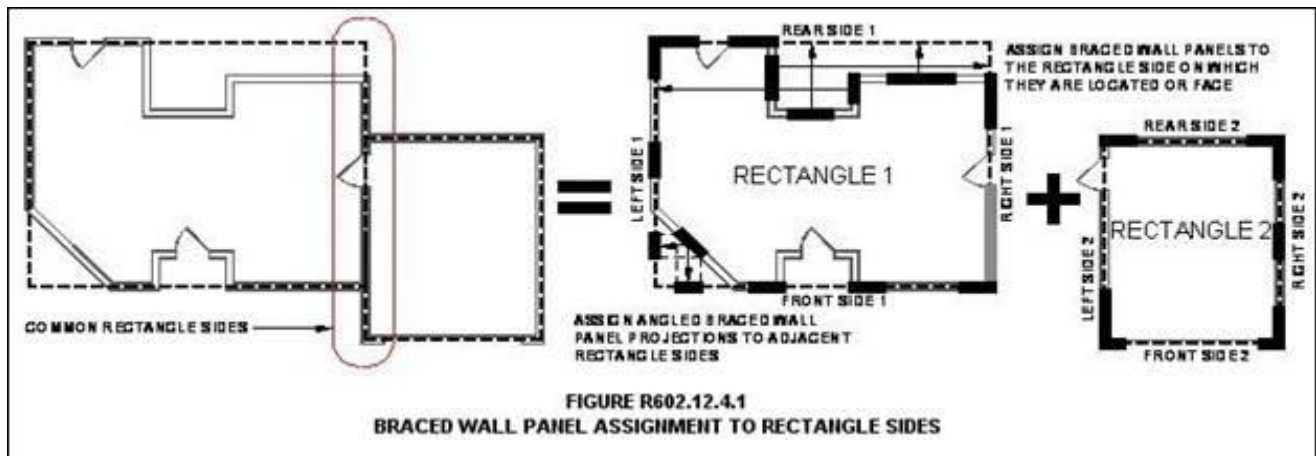 REAR SIDE 1
ASSIGN BRACED WALL PANELS TO
THE RECTANGLE SIDE ON WHICH
THEY ARE LOCATED OR FACE
LEFT SIDE 1
RECTANGLE 1
RIGHT SIDE 1
REAR SIDE 2
LEFT SIDE 2
RECTANGLE 2
RIGHT SIDE 2
FRONT SIDE 2
COMMON RECTANGLE SIDES
FRONT SIDE 1
ASSIGN ANGLED BRACED WALL
PANEL PROJECTIONS TO ADJACENT
RECTANGLE SIDES
FIGURE R602.12.4.1
BRACED WALL PANEL ASSIGNMENT TO RECTANGLE SIDES